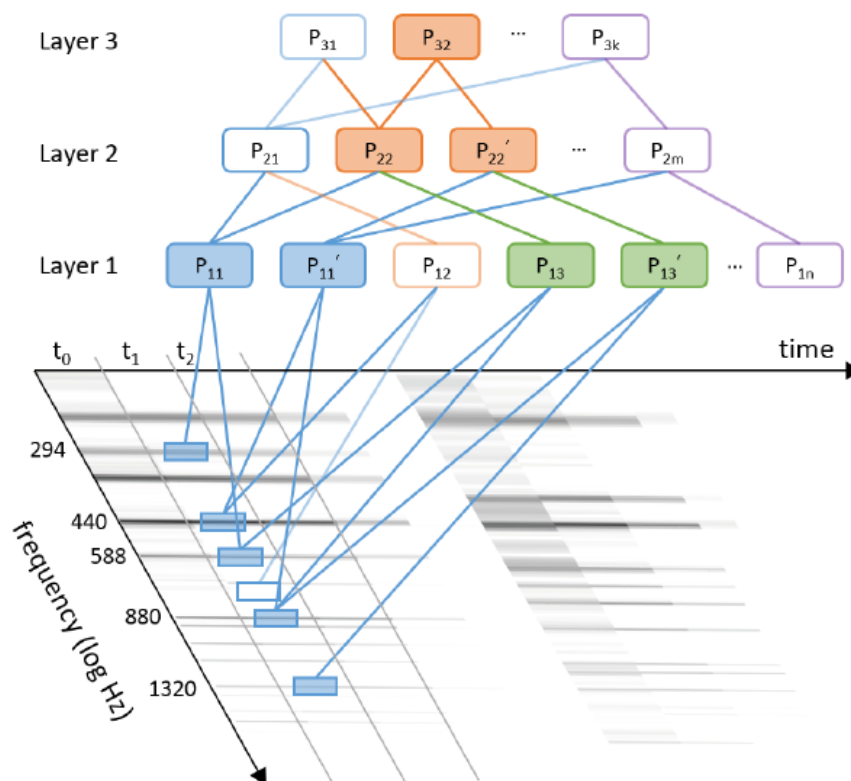 Layer 3 P31 P32 ... P3k
Layer 2 P21 P22 P22′ ... P2m
Layer 1 P11 P11′ P12 P13 P13′ ... P1n
t0 t1 t2 time
294
440
588
880
1320
frequency (log Hz)